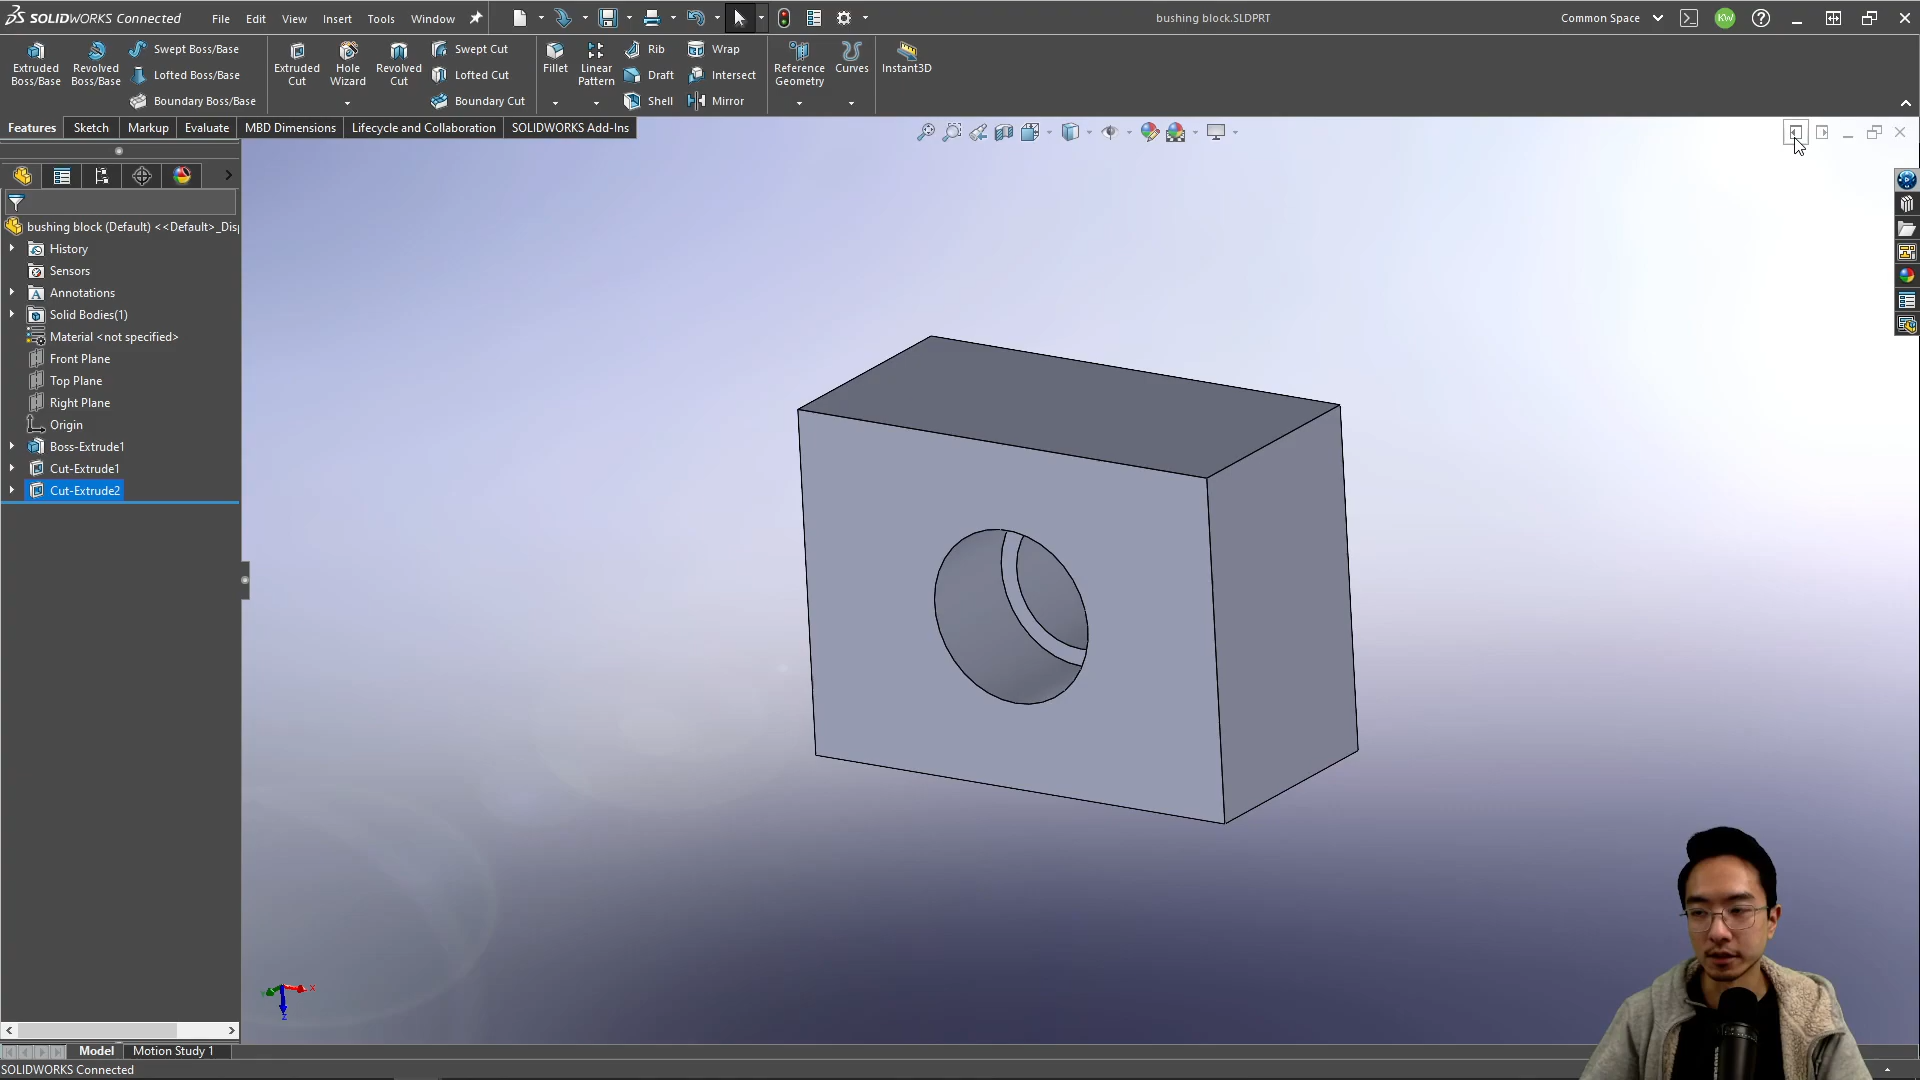 SOLIDWORKS Connected File Edit View Insert Tools Window bushing block.SLDPRT Common Space KW
Extruded Boss/Base
Revolved Boss/Base
Swept Boss/Base
Lofted Boss/Base
Boundary Boss/Base
Extruded Cut
Hole Wizard
Revolved Cut
Swept Cut
Lofted Cut
Boundary Cut
Fillet
Linear Pattern
Rib
Draft
Shell
Wrap
Intersect
Mirror
Reference Geometry
Curves
Instant3D
Features Sketch Markup Evaluate MBD Dimensions Lifecycle and Collaboration SOLIDWORKS Add-Ins
bushing block (Default) <<Default>_Disp
History
Sensors
Annotations
Solid Bodies(1)
Material <not specified>
Front Plane
Top Plane
Right Plane
Origin
Boss-Extrude1
Cut-Extrude1
Cut-Extrude2
X
Z
Model Motion Study 1
SOLIDWORKS Connected